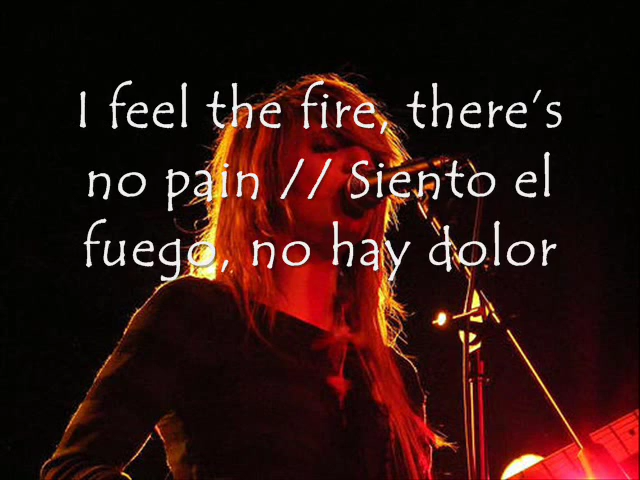 I feel the fire, there's
no pain // Siento el
fuego, no hay dolor